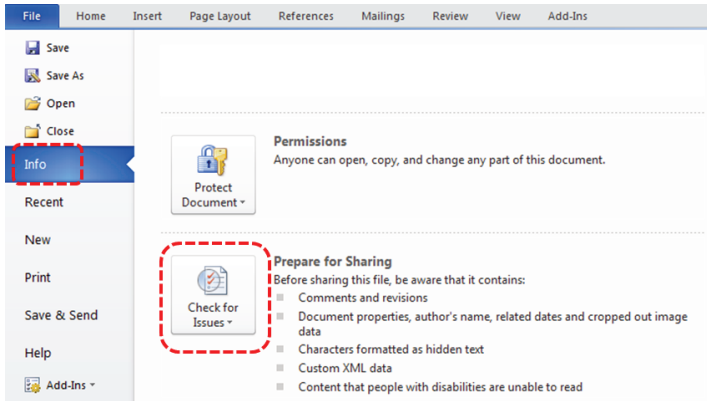 File Home Insert Page Layout References Mailings Review View Add-Ins
Save
Save As
Open
Close
Info
Recent
New
Print
Save & Send
Help
Add-Ins
Protect
Document
Permissions
Anyone can open, copy, and change any part of this document.
Check for
Issues
Prepare for Sharing
Before sharing this file, be aware that it contains:
Comments and revisions
Document properties, author's name, related dates and cropped out image
data
Characters formatted as hidden text
Custom XML data
Content that people with disabilities are unable to read